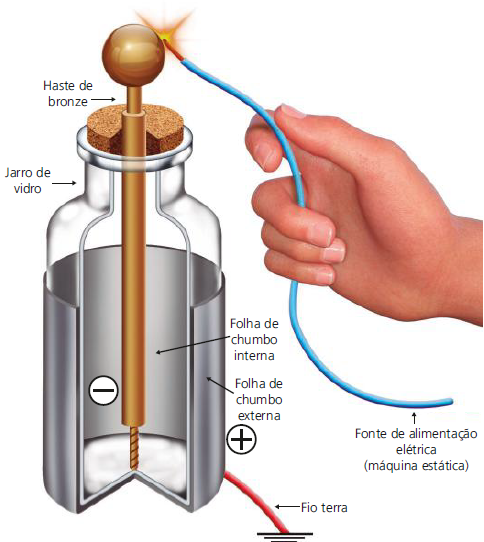 Haste de
bronze
Jarro de
vidro
Folha de
chumbo
interna
Folha de
chumbo
externa
−
+
Fonte de alimentação
elétrica
(máquina estática)
Fio terra